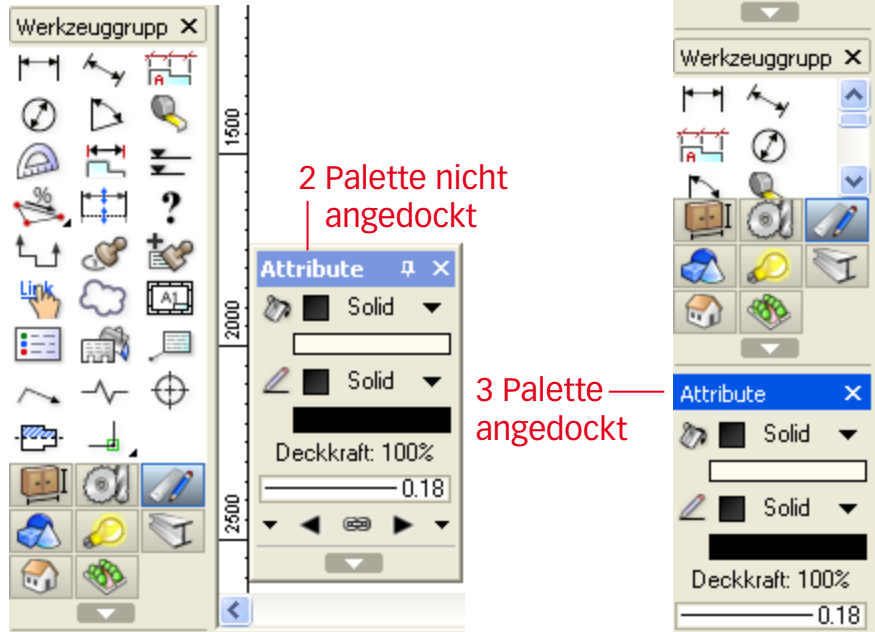 Werkzeuggrupp
A
%
?
Link
A1
1500
2000
2500
2 Palette nicht
angedockt
Attribute
Solid
Solid
Deckkraft: 100%
0.18
3 Palette
angedockt
Werkzeuggrupp
A
Attribute
Solid
Solid
Deckkraft: 100%
0.18